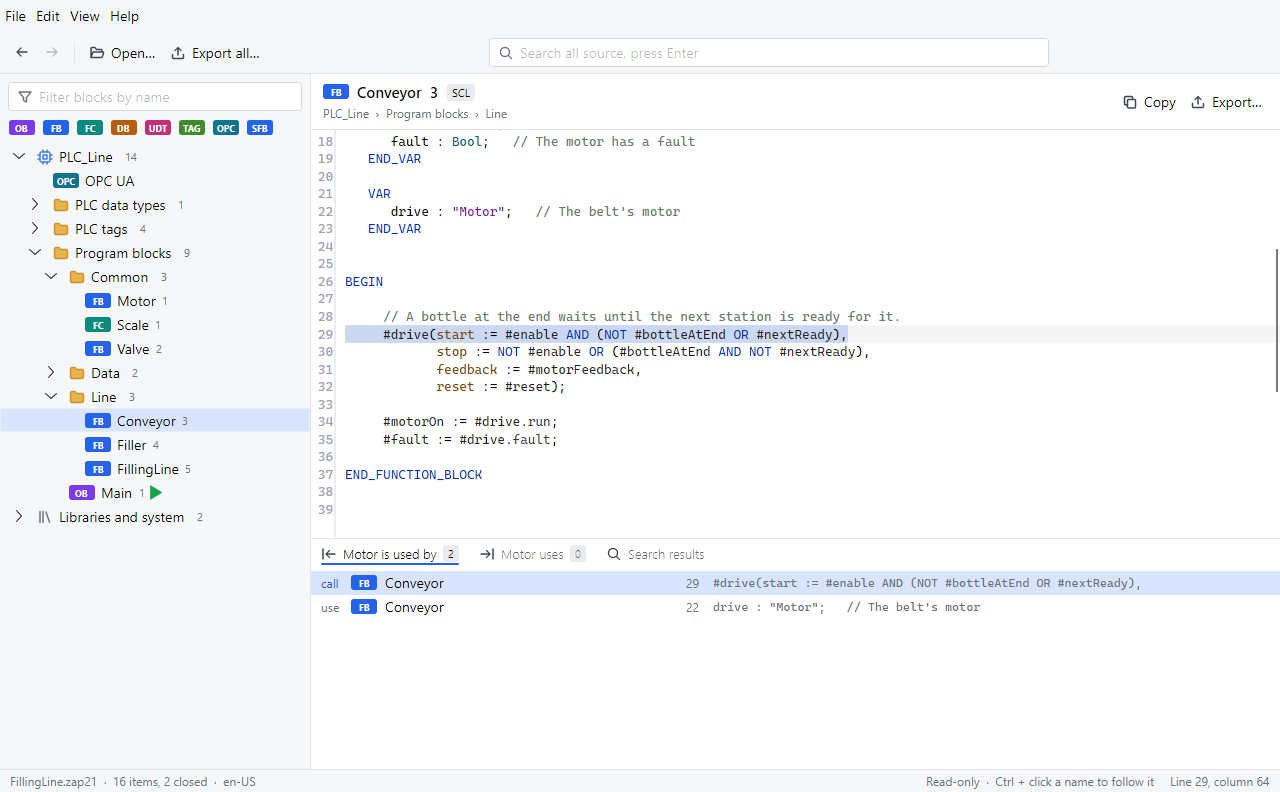 File Edit View Help
Open... Export all... Search all source, press Enter
Filter blocks by name
OB FB FC DB UDT TAG OPC SFB
PLC_Line 14
OPC OPC UA
PLC data types 1
PLC tags 4
Program blocks 9
Common 3
FB Motor 1
FC Scale 1
FB Valve 2
Data 2
Line 3
FB Conveyor 3
FB Filler 4
FB FillingLine 5
OB Main 1
Libraries and system 2
FB Conveyor 3 SCL
PLC_Line › Program blocks › Line
Copy Export...
18 fault : Bool; // The motor has a fault
19 END_VAR
20
21 VAR
22 drive : "Motor"; // The belt's motor
23 END_VAR
24
25
26 BEGIN
27
28 // A bottle at the end waits until the next station is ready for it.
29 #drive(start := #enable AND (NOT #bottleAtEnd OR #nextReady),
30 stop := NOT #enable OR (#bottleAtEnd AND NOT #nextReady),
31 feedback := #motorFeedback,
32 reset := #reset);
33
34 #motorOn := #drive.run;
35 #fault := #drive.fault;
36
37 END_FUNCTION_BLOCK
38
39
Motor is used by 2 Motor uses 0 Search results
call FB Conveyor 29 #drive(start := #enable AND (NOT #bottleAtEnd OR #nextReady),
use FB Conveyor 22 drive : "Motor"; // The belt's motor
FillingLine.zap21 · 16 items, 2 closed · en-US
Read-only · Ctrl + click a name to follow it Line 29, column 64